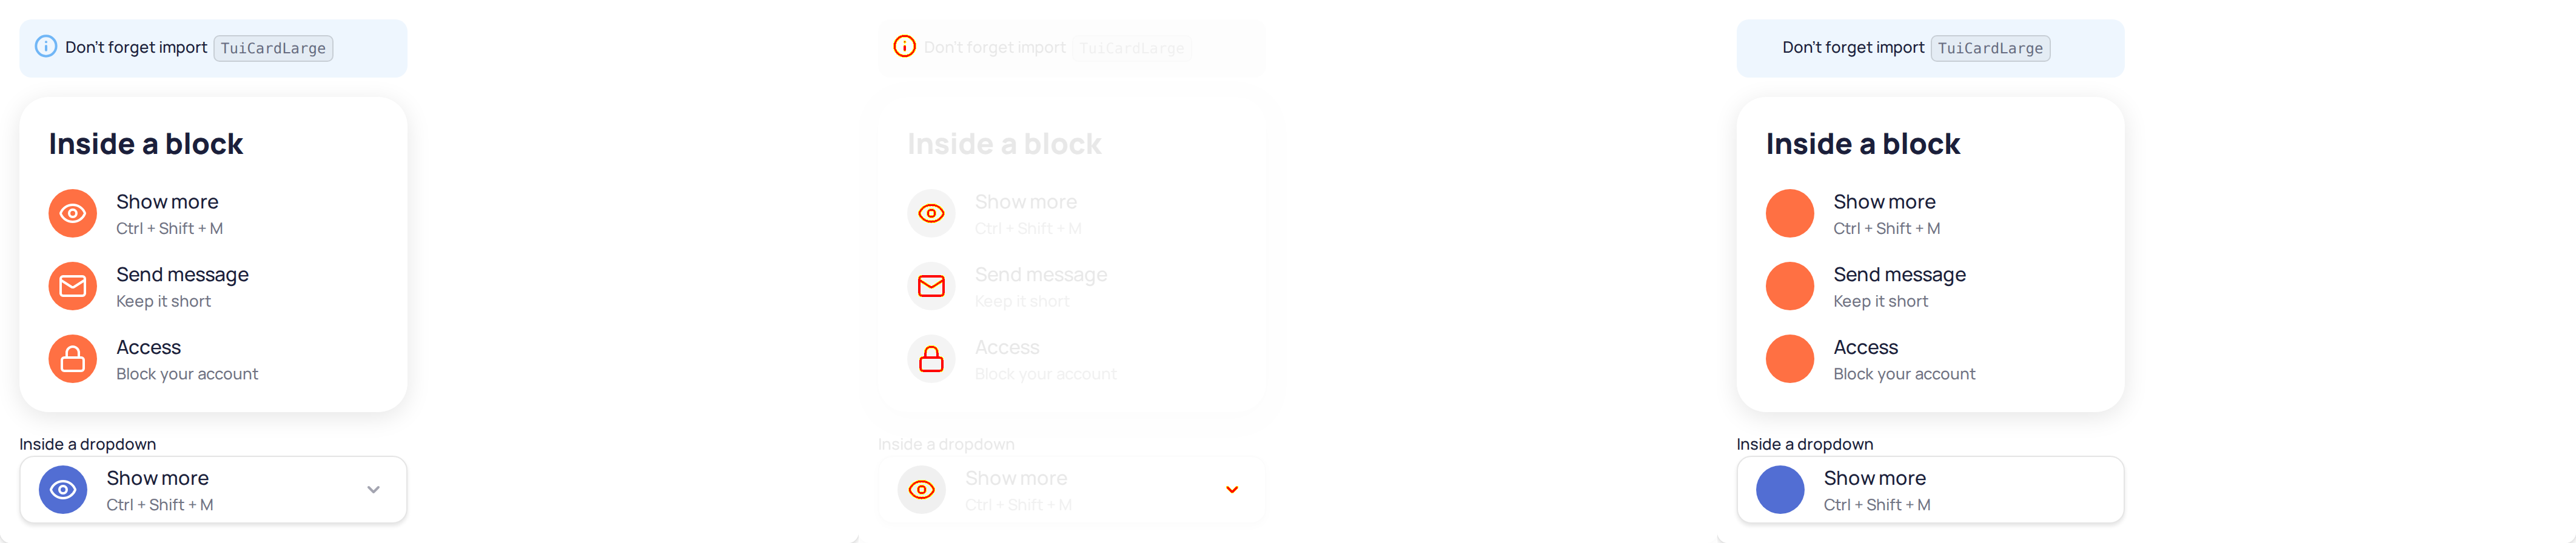 Don't forget import TuiCardLarge
Inside a block
Show more
Ctrl + Shift + M
Send message
Keep it short
Access
Block your account
Inside a dropdown
Show more
Ctrl + Shift + M
Don't forget import TuiCardLarge
Inside a block
Show more
Ctrl + Shift + M
Send message
Keep it short
Access
Block your account
Inside a dropdown
Show more
Ctrl + Shift + M
Don't forget import TuiCardLarge
Inside a block
Show more
Ctrl + Shift + M
Send message
Keep it short
Access
Block your account
Inside a dropdown
Show more
Ctrl + Shift + M